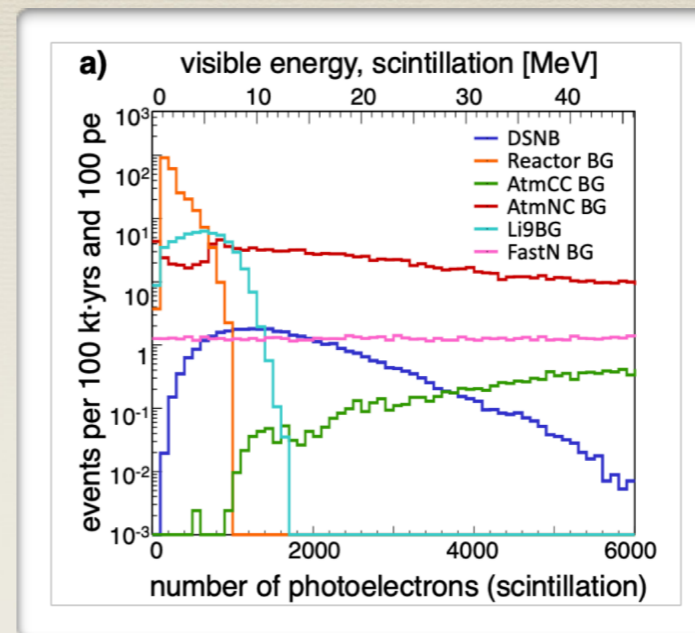 a)
visible energy, scintillation [MeV]
0 10 20 30 40
events per 100 kt·yrs and 100 pe
10³
10²
10¹
10
1
10⁻¹
10⁻²
10⁻³
DSNB
Reactor BG
AtmCC BG
AtmNC BG
Li9BG
FastN BG
0 2000 4000 6000
number of photoelectrons (scintillation)